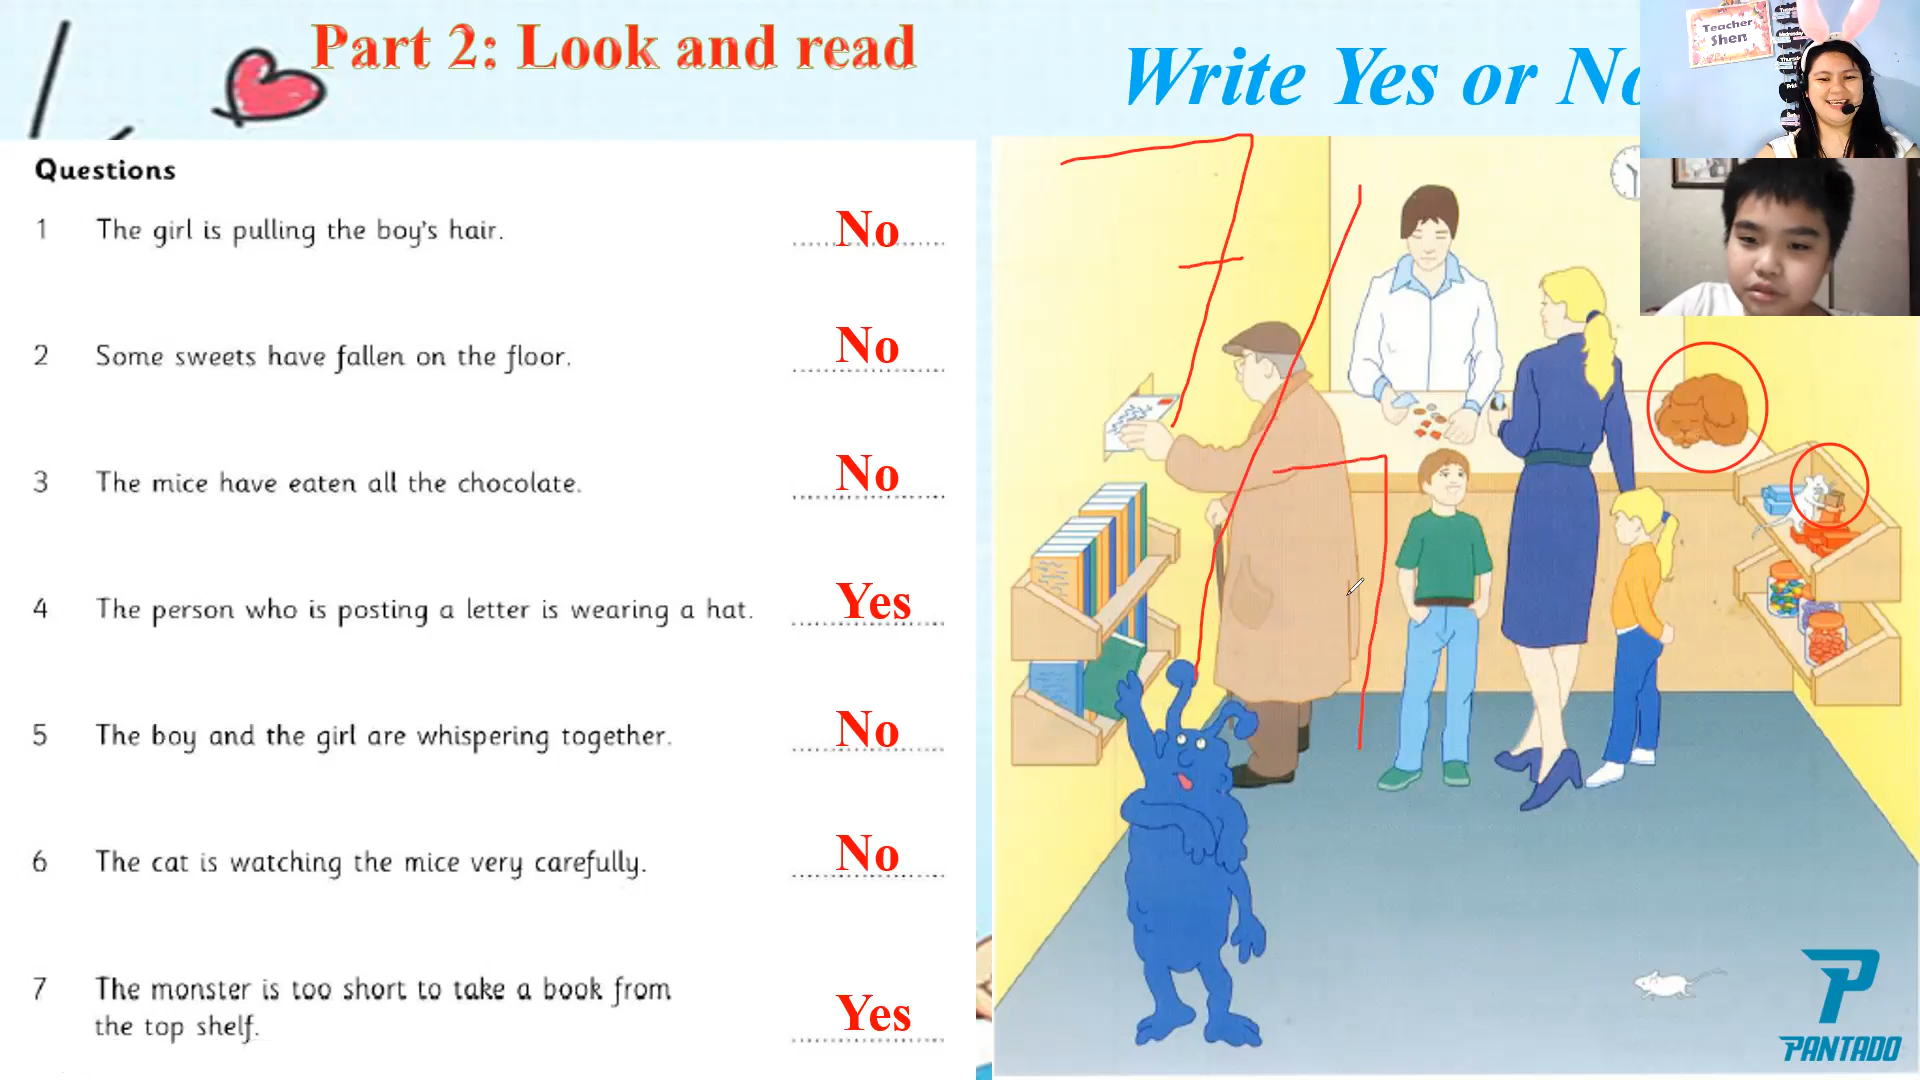 Part 2: Look and read
Write Yes or No
Teacher
Shen
Questions
1 The girl is pulling the boy's hair. No
2 Some sweets have fallen on the floor. No
3 The mice have eaten all the chocolate. No
4 The person who is posting a letter is wearing a hat. Yes
5 The boy and the girl are whispering together. No
6 The cat is watching the mice very carefully. No
7 The monster is too short to take a book from
the top shelf. Yes
PANTADO